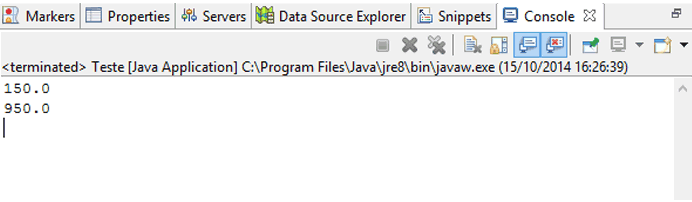 Markers Properties Servers Data Source Explorer Snippets Console
<terminated> Teste [Java Application] C:\Program Files\Java\jre8\bin\javaw.exe (15/10/2014 16:26:39)
150.0
950.0